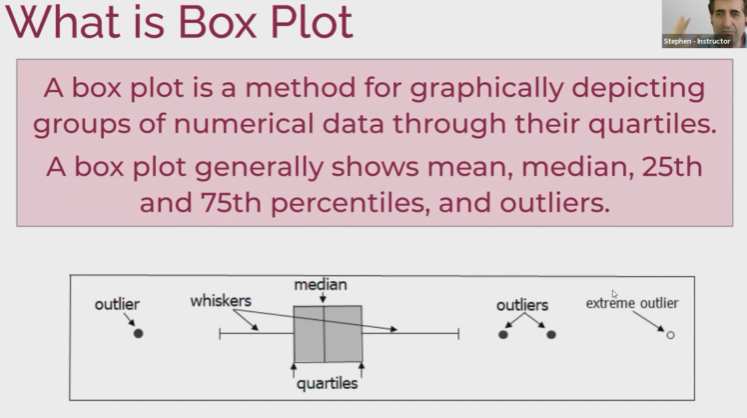 What is Box Plot
Stephen - Instructor
A box plot is a method for graphically depicting
groups of numerical data through their quartiles.
A box plot generally shows mean, median, 25th
and 75th percentiles, and outliers.
median
outlier
whiskers
outliers
extreme outlier
quartiles